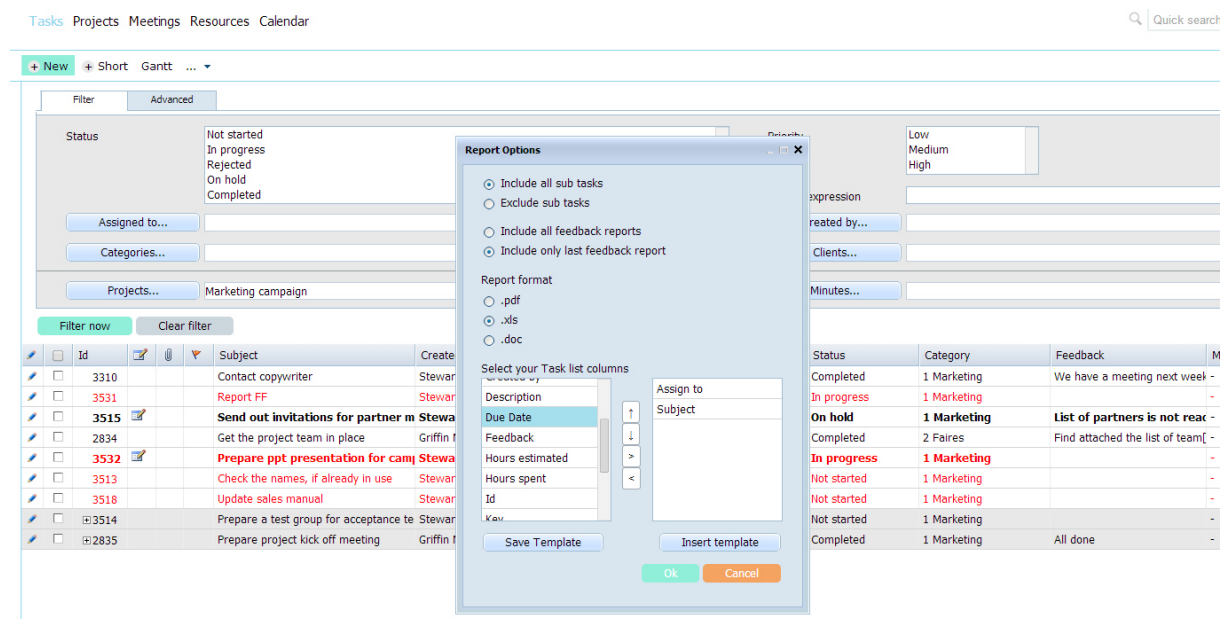 Tasks Projects Meetings Resources Calendar
Quick search
+ New + Short Gantt ...
Filter Advanced
Status
Not started
In progress
Rejected
On hold
Completed
Priority
Low
Medium
High
expression
Assigned to...
reated by...
Categories...
Clients...
Projects... Marketing campaign
Minutes...
Filter now Clear filter
Report Options
Include all sub tasks
Exclude sub tasks
Include all feedback reports
Include only last feedback report
Report format
.pdf
.xls
.doc
Select your Task list columns
Created by
Description
Due Date
Feedback
Hours estimated
Hours spent
Id
Key
↑
↓
>
<
Assign to
Subject
Save Template Insert template
Ok Cancel
Id Subject Create Status Category Feedback M
3310 Contact copywriter Stewar Completed 1 Marketing We have a meeting next week -
3531 Report FF Stewar In progress 1 Marketing -
3515 Send out invitations for partner m Stewa On hold 1 Marketing List of partners is not reac -
2834 Get the project team in place Griffin M Completed 2 Faires Find attached the list of team[ -
3532 Prepare ppt presentation for camp Stewa In progress 1 Marketing -
3513 Check the names, if already in use Stewar Not started 1 Marketing -
3518 Update sales manual Stewar Not started 1 Marketing -
3514 Prepare a test group for acceptance te Stewar Not started 1 Marketing -
2835 Prepare project kick off meeting Griffin M Completed 1 Marketing All done -